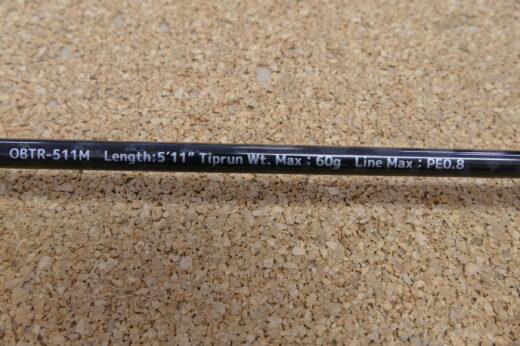 OBTR-511M Length:5'11" Tiprun Wt. Max : 60g Line Max : PE0.8